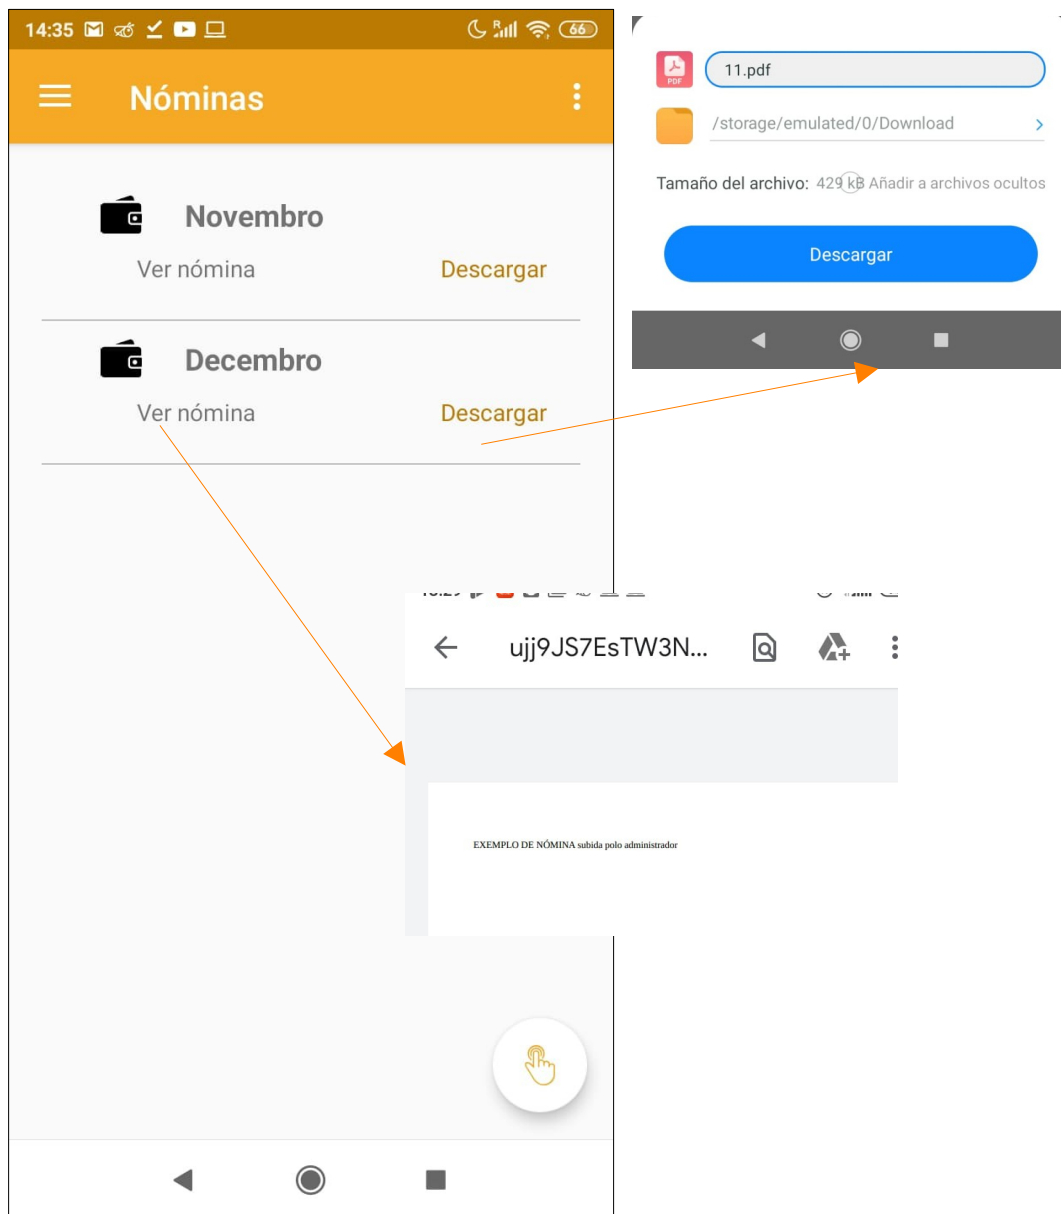 14:35
66
Nóminas
Novembro
Ver nómina
Descargar
Decembro
Ver nómina
Descargar
PDF
11.pdf
/storage/emulated/0/Download
Tamaño del archivo: 429 kB Añadir a archivos ocultos
Descargar
ujj9JS7EsTW3N...
EXEMPLO DE NÓMINA subida polo administrador